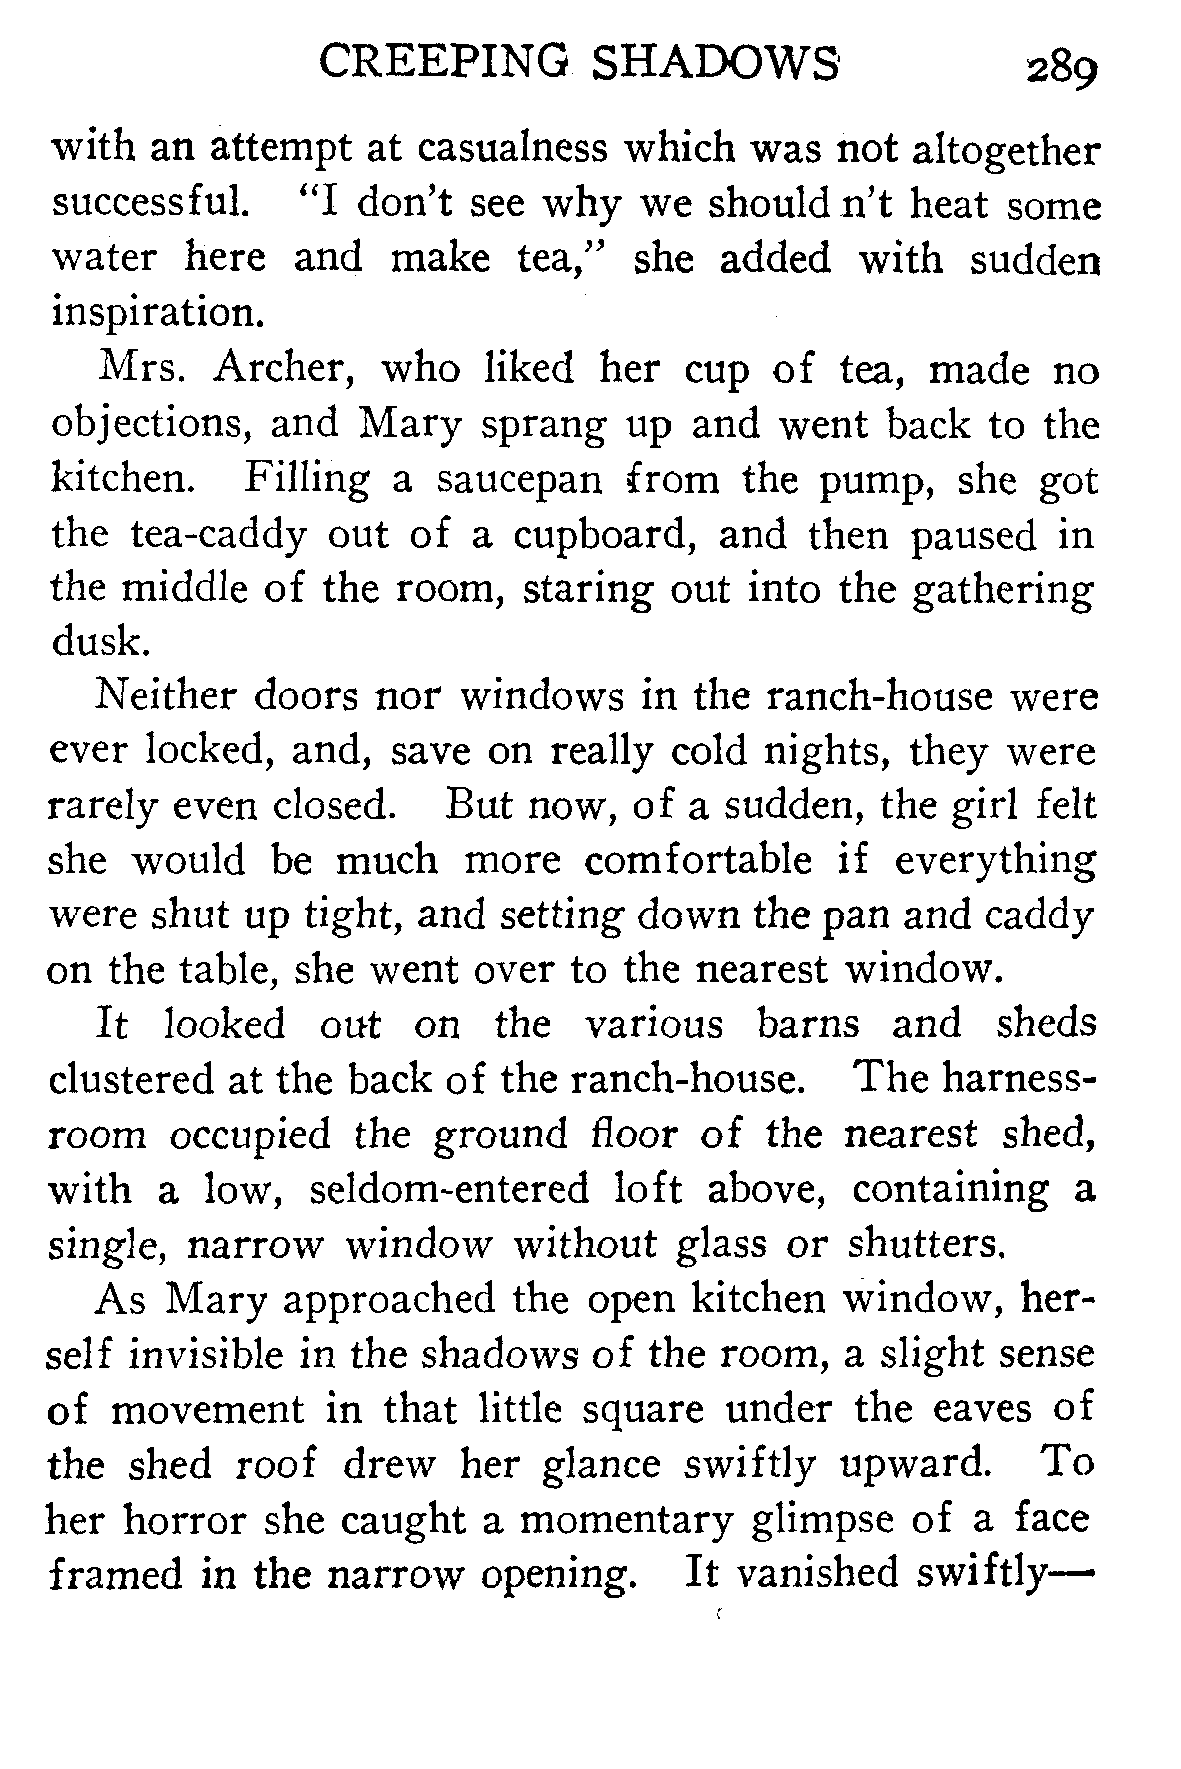 CREEPING SHADOWS 289
with an attempt at casualness which was not altogether
successful. "I don't see why we should n't heat some
water here and make tea," she added with sudden
inspiration.
Mrs. Archer, who liked her cup of tea, made no
objections, and Mary sprang up and went back to the
kitchen. Filling a saucepan from the pump, she got
the tea-caddy out of a cupboard, and then paused in
the middle of the room, staring out into the gathering
dusk.
Neither doors nor windows in the ranch-house were
ever locked, and, save on really cold nights, they were
rarely even closed. But now, of a sudden, the girl felt
she would be much more comfortable if everything
were shut up tight, and setting down the pan and caddy
on the table, she went over to the nearest window.
It looked out on the various barns and sheds
clustered at the back of the ranch-house. The harness-
room occupied the ground floor of the nearest shed,
with a low, seldom-entered loft above, containing a
single, narrow window without glass or shutters.
As Mary approached the open kitchen window, her-
self invisible in the shadows of the room, a slight sense
of movement in that little square under the eaves of
the shed roof drew her glance swiftly upward. To
her horror she caught a momentary glimpse of a face
framed in the narrow opening. It vanished swiftly—